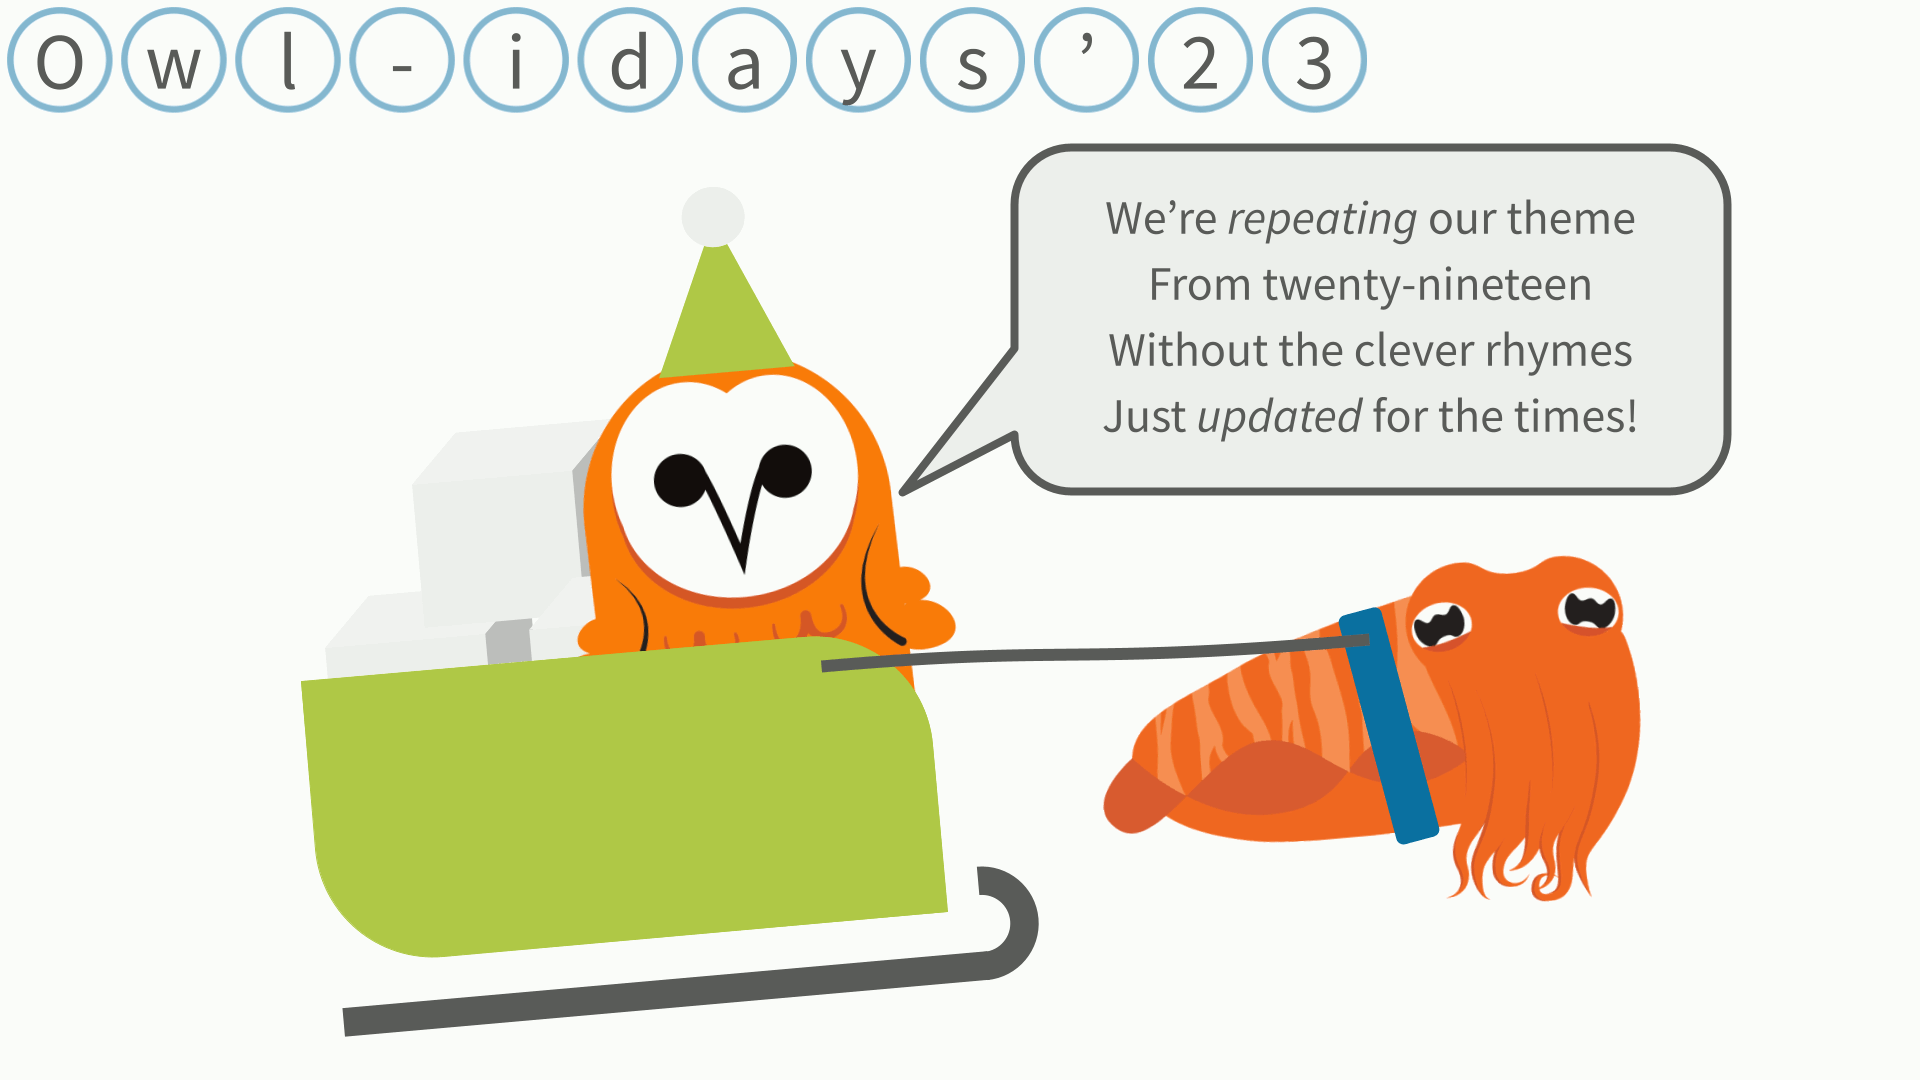 Owl-idays ’23
We’re repeating our theme
From twenty-nineteen
Without the clever rhymes
Just updated for the times!